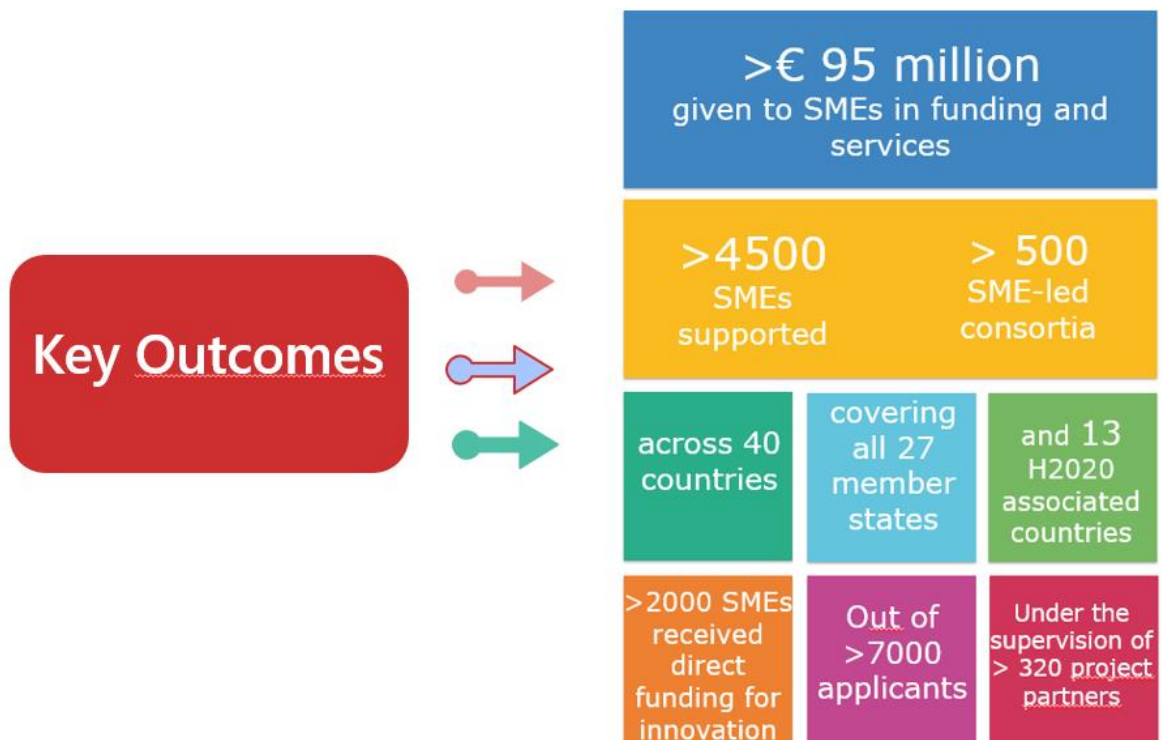 Key Outcomes
>€ 95 million
given to SMEs in funding and
services
>4500
SMEs
supported
> 500
SME-led
consortia
across 40
countries
covering
all 27
member
states
and 13
H2020
associated
countries
>2000 SMEs
received
direct
funding for
innovation
Out of
>7000
applicants
Under the
supervision of
> 320 project
partners